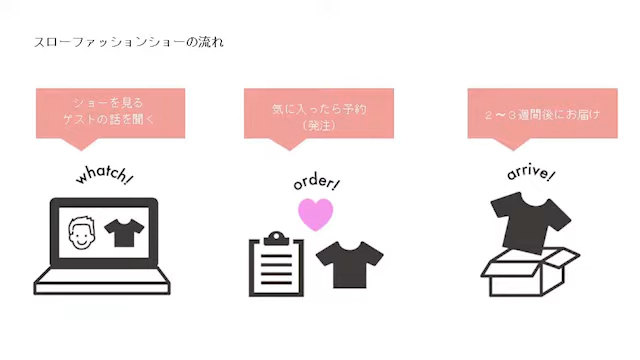 スローファッションショーの流れ
ショーを見る
ゲストの話を聞く
whatch!
気に入ったら予約
（発注）
order!
２～３週間後にお届け
arrive!